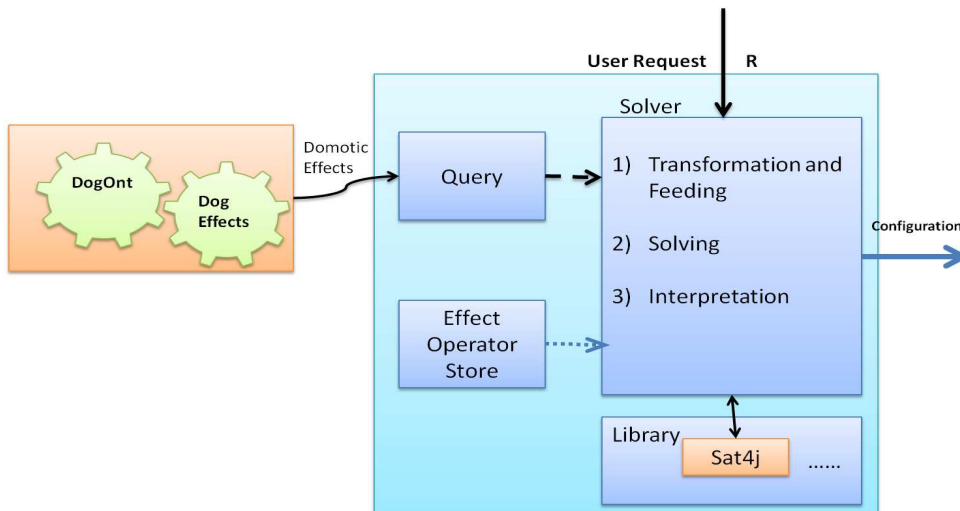 User Request R
Solver
DogOnt
Dog
Effects
Domotic
Effects
Query
1) Transformation and
Feeding
2) Solving
3) Interpretation
Configuration
Effect
Operator
Store
Library
Sat4j
......